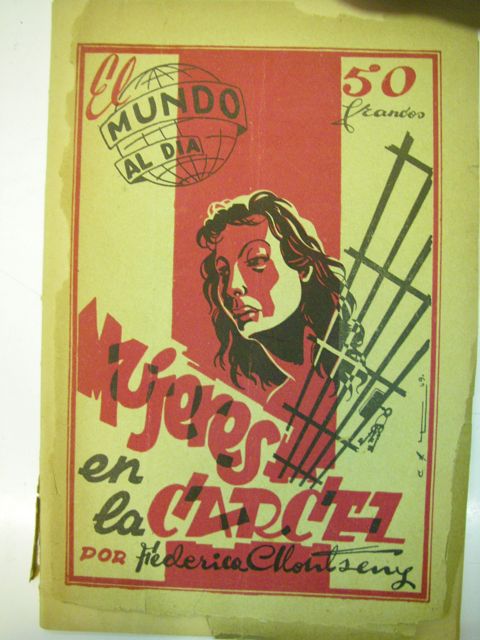 El
MUNDO
AL DIA
50
francos
Mujeres
en
la CARCEL
POR Federica Montseny